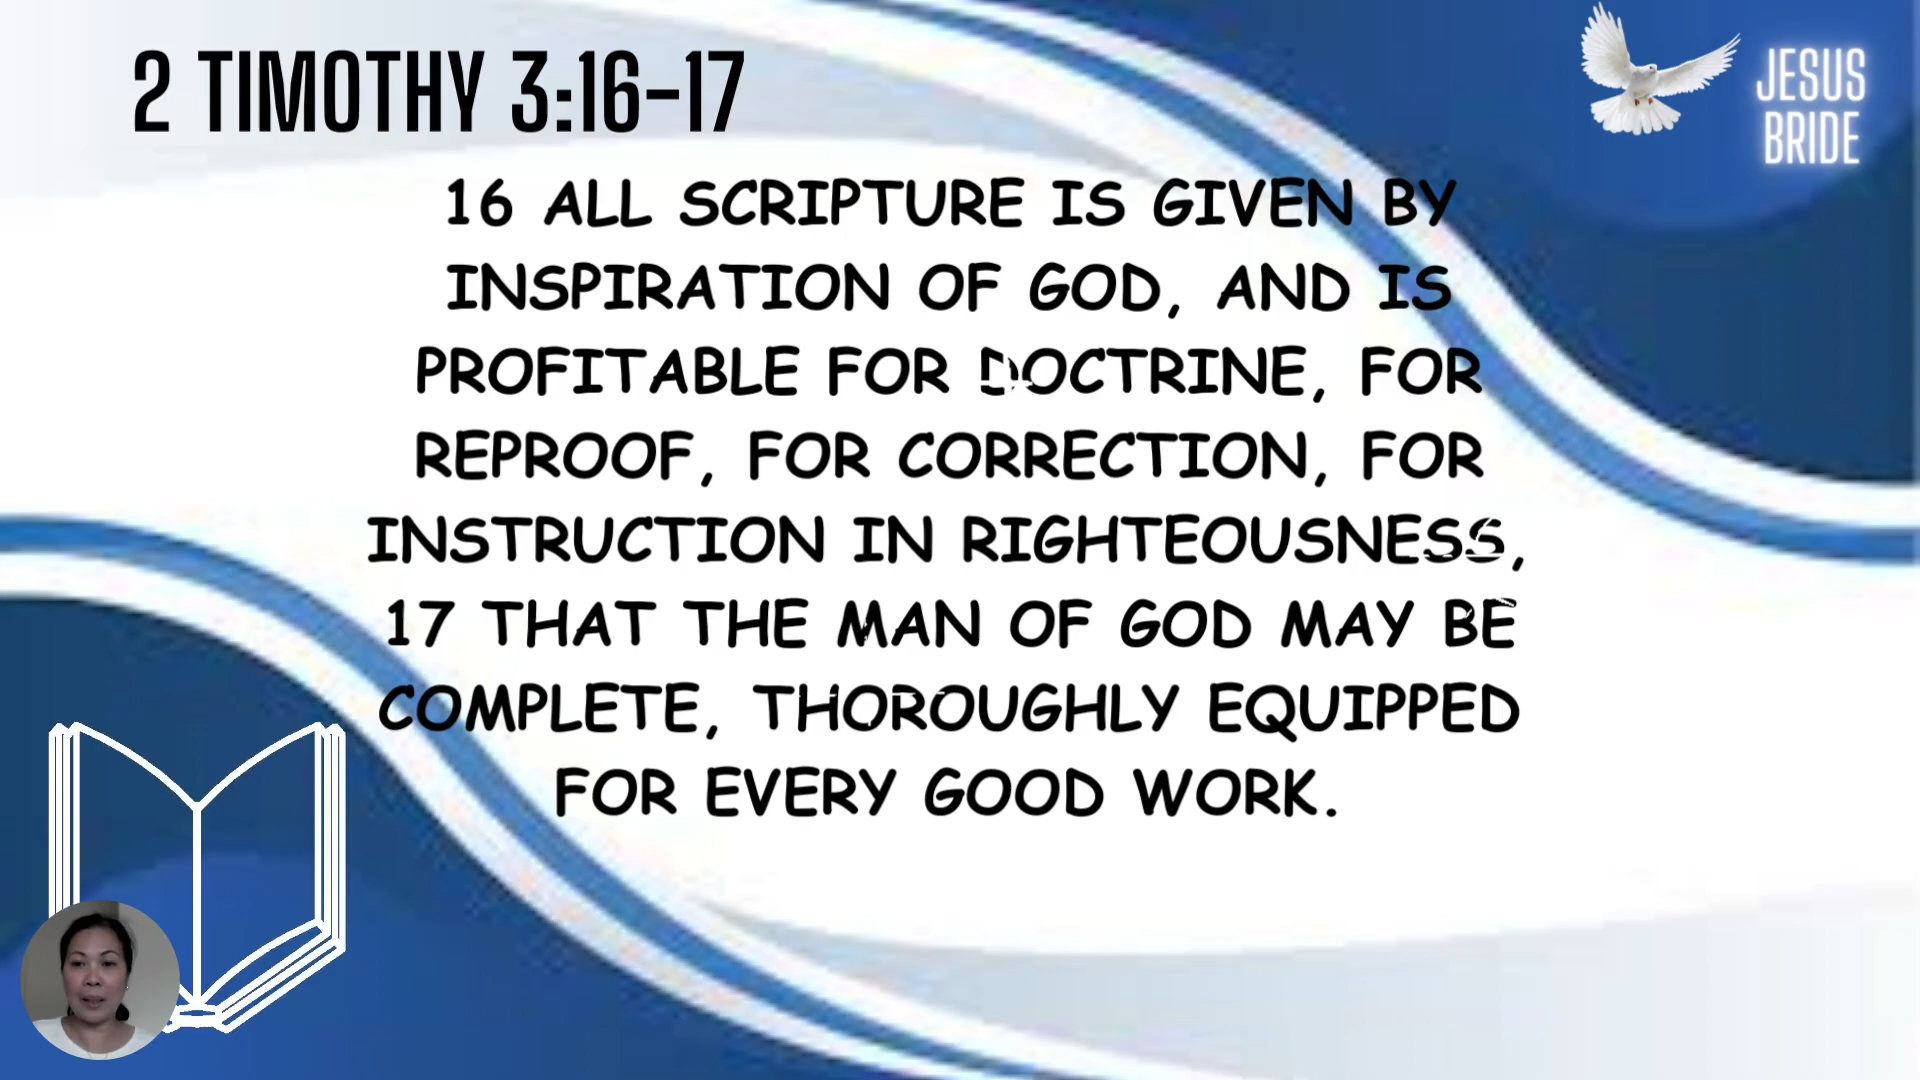 2 TIMOTHY 3:16-17
JESUS
BRIDE
16 ALL SCRIPTURE IS GIVEN BY
INSPIRATION OF GOD, AND IS
PROFITABLE FOR DOCTRINE, FOR
REPROOF, FOR CORRECTION, FOR
INSTRUCTION IN RIGHTEOUSNESS,
17 THAT THE MAN OF GOD MAY BE
COMPLETE, THOROUGHLY EQUIPPED
FOR EVERY GOOD WORK.